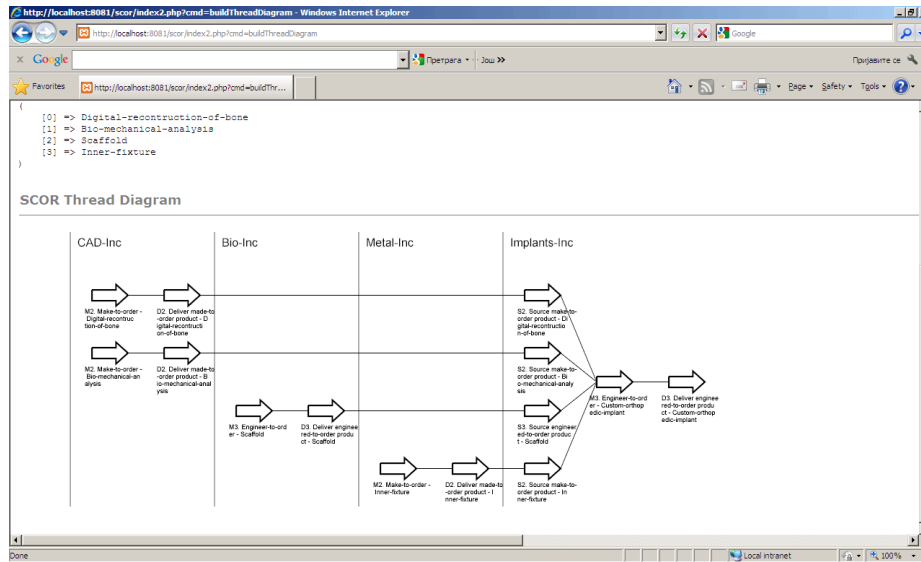 http://localhost:8081/scor/index2.php?cmd=buildThreadDiagram - Windows Internet Explorer
http://localhost:8081/scor/index2.php?cmd=buildThreadDiagram
Google
Google
Претрага
Још
Пријавите се
Favorites
http://localhost:8081/scor/index2.php?cmd=buildThr...
Page
Safety
Tools
(
[0] => Digital-recontruction-of-bone
[1] => Bio-mechanical-analysis
[2] => Scaffold
[3] => Inner-fixture
)
SCOR Thread Diagram
CAD-Inc
Bio-Inc
Metal-Inc
Implants-Inc
M2. Make-to-order -
Digital-recontruc
tion-of-bone
D2. Deliver made-to
-order product - D
igital-recontructi
on-of-bone
S2. Source make-to-
order product - Di
gital-recontructio
n-of-bone
M2. Make-to-order -
Bio-mechanical-an
alysis
D2. Deliver made-to
-order product - B
io-mechanical-anal
ysis
S2. Source make-to-
order product - Bi
o-mechanical-analy
sis
M3. Engineer-to-ord
er - Custom-orthop
edic-implant
D3. Deliver enginee
red-to-order produ
ct - Custom-orthop
edic-implant
M3. Engineer-to-ord
er - Scaffold
D3. Deliver enginee
red-to-order produ
ct - Scaffold
S3. Source engineer
ed-to-order produc
t - Scaffold
M2. Make-to-order -
Inner-fixture
D2. Deliver made-to
-order product - I
nner-fixture
S2. Source make-to-
order product - In
ner-fixture
Done
Local intranet
100%